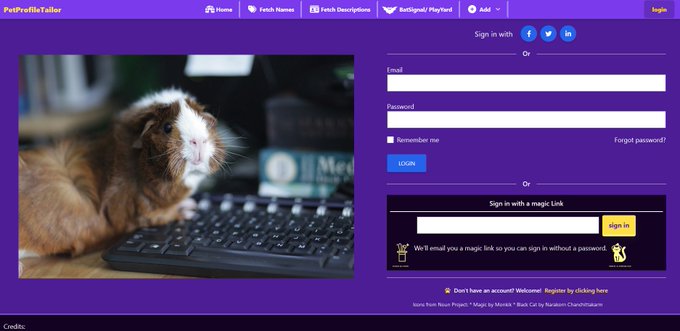 PetProfileTailor
Home
Fetch Names
Fetch Descriptions
BatSignal/ PlayYard
Add
login
Sign in with
Or
Email
Password
Remember me
Forgot password?
LOGIN
Or
Sign in with a magic Link
sign in
We'll email you a magic link so you can sign in without a password.
Don't have an account? Welcome! Register by clicking here
Icons from Noun Project: * Magic by Monkik * Black Cat by Narakorn Chanchittakarm
Credits: